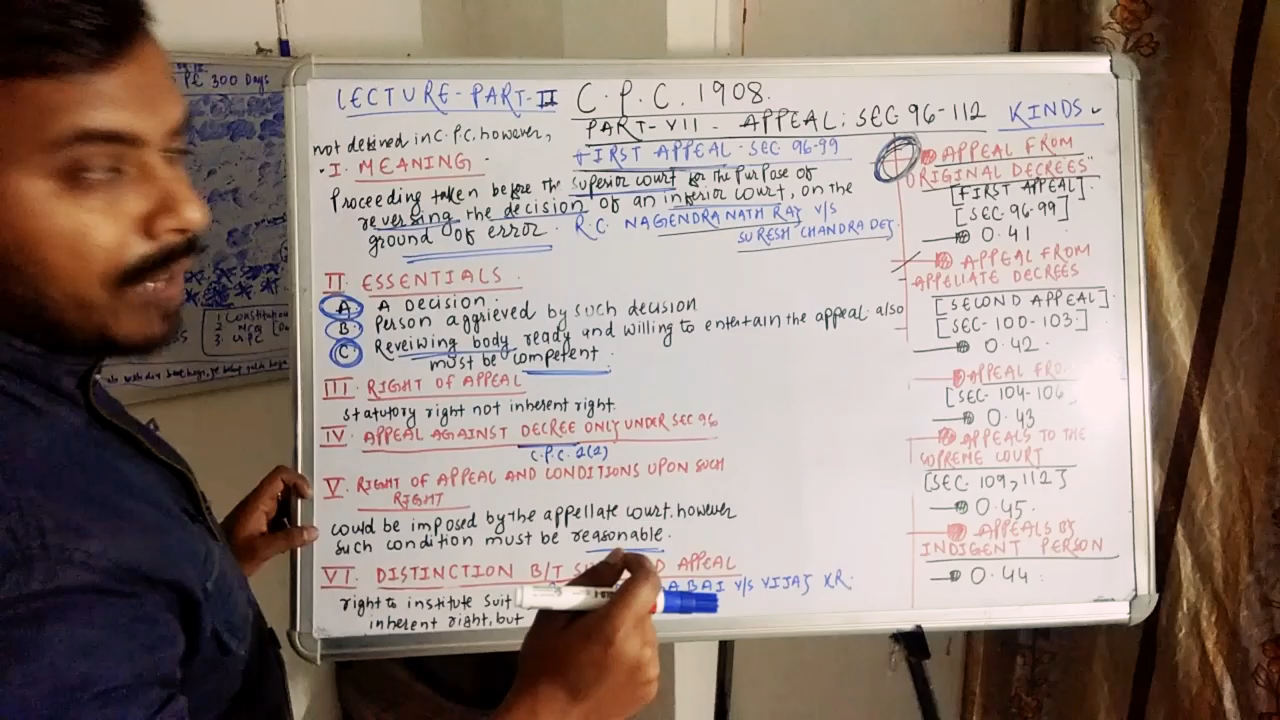 300 Days
LECTURE-PART-II
C.P.C. 1908.
PART-VII. APPEAL: SEC 96-112
FIRST APPEAL-SEC 96-99
not defined in C.P.C. however,
I. MEANING.
Proceeding taken before the superior court for the purpose of
reversing the decision of an inferior court, on the
ground of error. R.C. NAGENDRA NATH RAY V/S
SURESH CHANDRA DEY.
II ESSENTIALS.
A. A Decision.
B. Person aggrieved by such decision
C. Reveiwing body ready and willing to entertain the appeal. also
must be competent.
III. RIGHT OF APPEAL
Statutory right not inherent right.
IV. APPEAL AGAINST DECREE ONLY UNDER SEC 96
C.P.C. 2(2)
V. RIGHT OF APPEAL AND CONDITIONS UPON SUCH
RIGHT
could be imposed by the appellate court. however
such condition must be reasonable.
VI. DISTINCTION B/T APPEAL
BAI V/S VIJAY KR.
right to institute suit
inherent right, but
KINDS
APPEAL FROM
ORIGINAL DECREES"
[FIRST APPEAL].
[SEC-96-99]
O.41
APPEAL FROM
APPELLATE DECREES
[SECOND APPEAL].
[SEC-100-103.]
O.42
APPEAL
[SEC-104-106
O.43
APPEALS TO THE
SUPREME COURT
[SEC. 109, 112]
O.45.
APPEALS BY
INDIGENT PERSON
O.44.